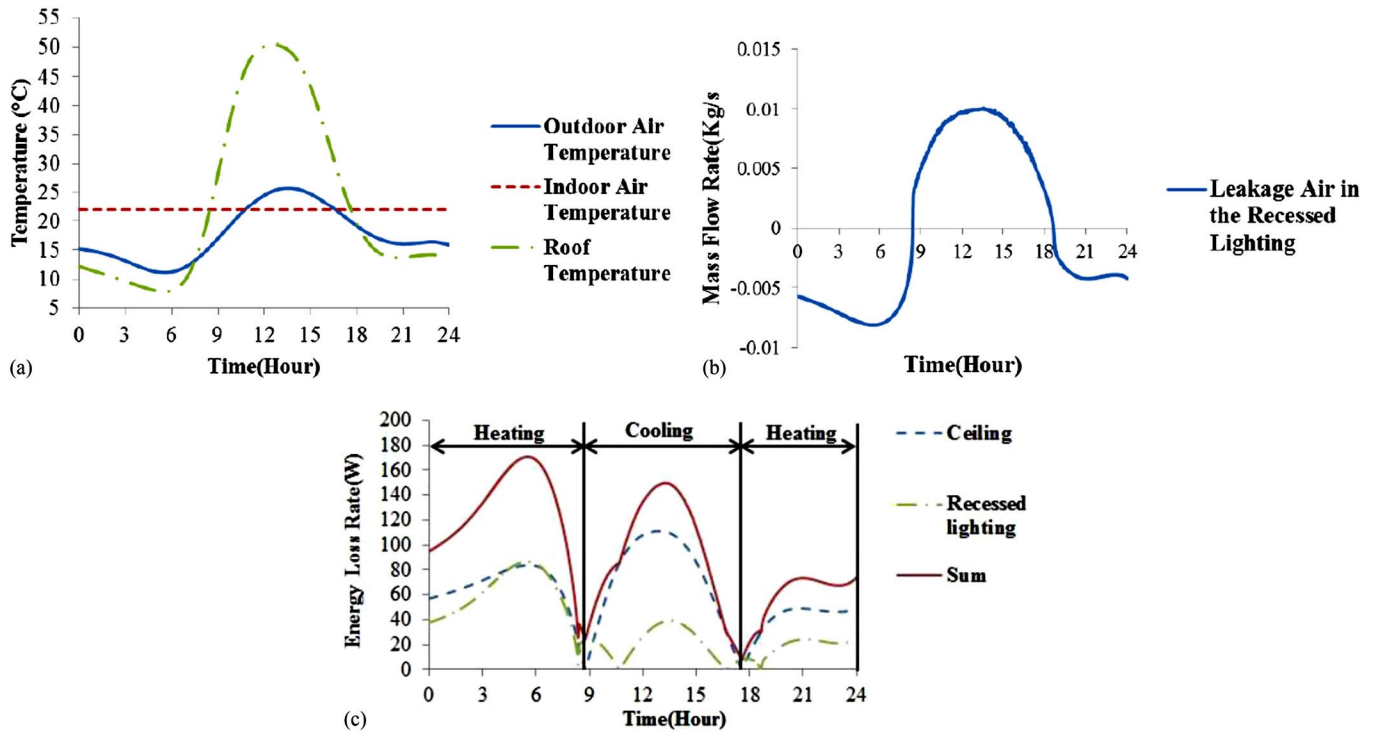 55
50
45
40
35
30
25
20
15
10
5
Temperature (°C)
0 3 6 9 12 15 18 21 24
Time(Hour)
Outdoor Air
Temperature
Indoor Air
Temperature
Roof
Temperature
(a)
0.015
0.010
0.005
0
-0.005
-0.01
Mass Flow Rate(Kg/s
0 3 6 9 12 15 18 21 24
Time(Hour)
Leakage Air in
the Recessed
Lighting
(b)
200
180
160
140
120
100
80
60
40
20
0
Energy Loss Rate(W)
Heating
Cooling
Heating
0 3 6 9 12 15 18 21 24
Time(Hour)
Ceiling
Recessed
lighting
Sum
(c)